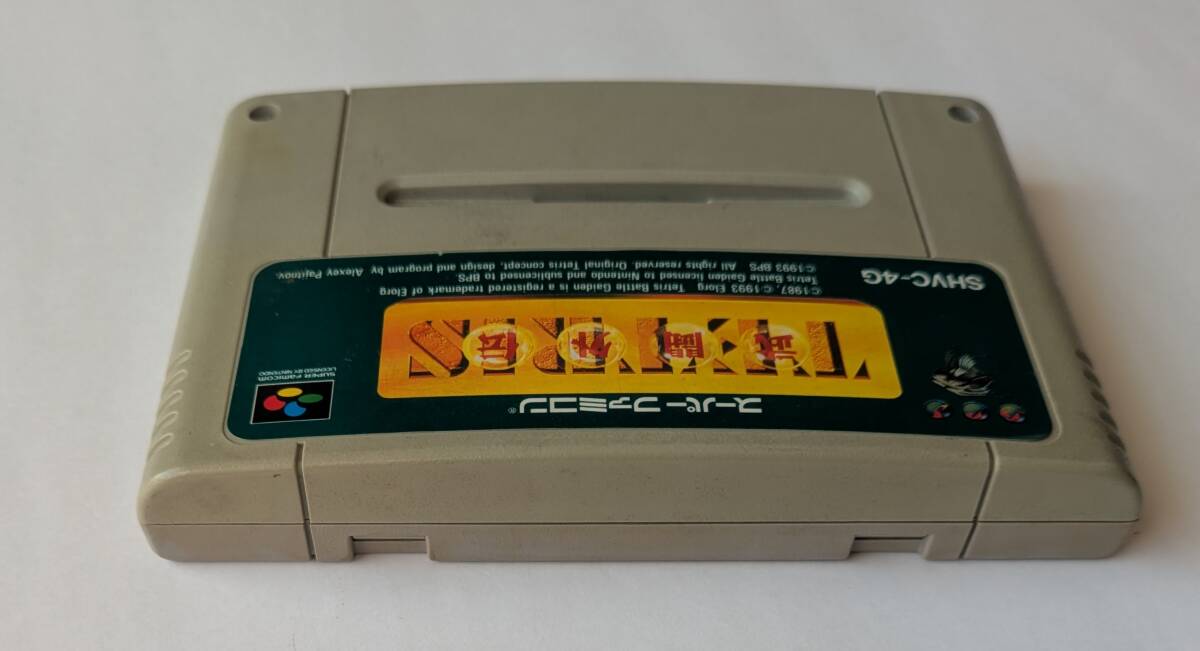 スーパーファミコン®
TETRIS
武闘外伝
SUPER FAMICOM
LICENSED BY NINTENDO
©1987, ©1993 Elorg Tetris Battle Gaiden is a registered trademark of Elorg
Tetris Battle Gaiden licensed to Nintendo and sublicensed to BPS.
©1993 BPS All rights reserved. Original Tetris concept, design and program by Alexey Pajitnov.
SHVC-4G